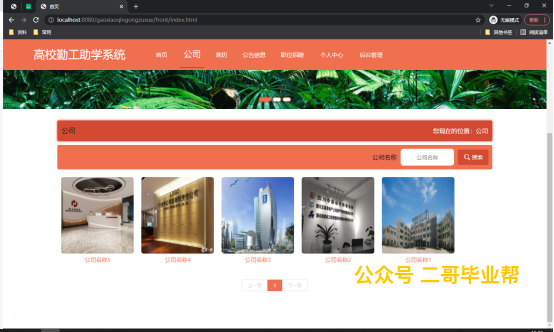 首页
localhost:8080/gaoxiaoqingongzuxue/front/index.html
无痕模式
更新
资料
常用
其他书签
阅读清单
高校勤工助学系统
首页
公司
简历
公告信息
职位招聘
个人中心
后台管理
公司
您现在的位置：公司
公司名称
公司名称
搜索
公司名称5
公司名称4
公司名称3
公司名称2
公司名称1
公众号 二哥毕业帮
上一页
1
下一页